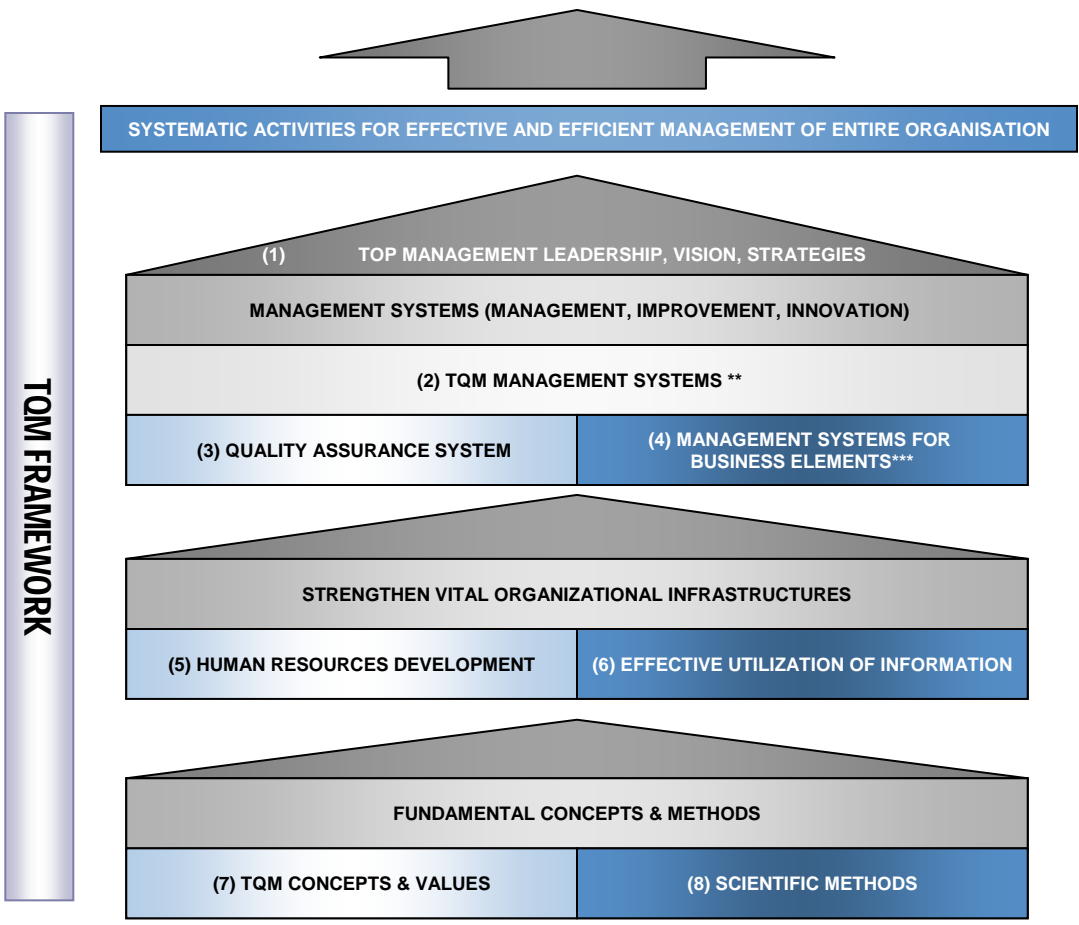 SYSTEMATIC ACTIVITIES FOR EFFECTIVE AND EFFICIENT MANAGEMENT OF ENTIRE ORGANISATION
TQM FRAMEWORK
(1) TOP MANAGEMENT LEADERSHIP, VISION, STRATEGIES
MANAGEMENT SYSTEMS (MANAGEMENT, IMPROVEMENT, INNOVATION)
(2) TQM MANAGEMENT SYSTEMS **
(3) QUALITY ASSURANCE SYSTEM
(4) MANAGEMENT SYSTEMS FOR
BUSINESS ELEMENTS***
STRENGTHEN VITAL ORGANIZATIONAL INFRASTRUCTURES
(5) HUMAN RESOURCES DEVELOPMENT
(6) EFFECTIVE UTILIZATION OF INFORMATION
FUNDAMENTAL CONCEPTS & METHODS
(7) TQM CONCEPTS & VALUES
(8) SCIENTIFIC METHODS